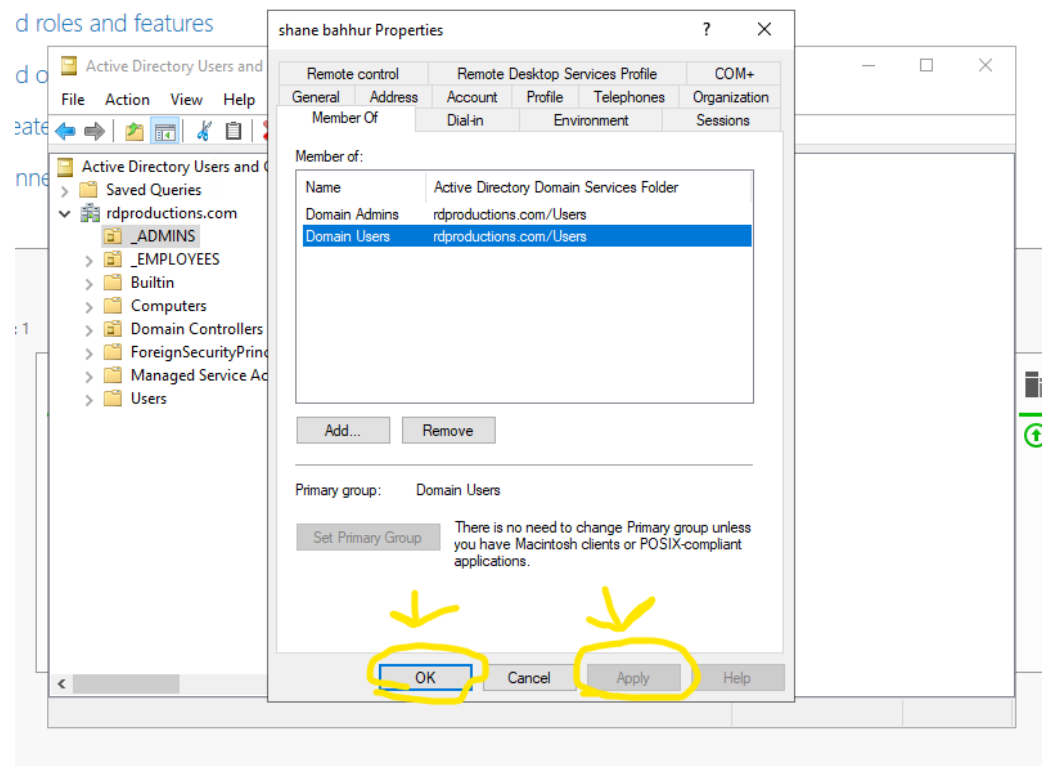 d roles and features
shane bahhur Properties ? ×
d o
Active Directory Users and
Remote control Remote Desktop Services Profile COM+
General Address Account Profile Telephones Organization
Member Of Dial-in Environment Sessions
File Action View Help
eate
nne
Active Directory Users and C
Saved Queries
rdproductions.com
_ADMINS
_EMPLOYEES
Builtin
Computers
Domain Controllers
ForeignSecurityPrinc
Managed Service Ac
Users
: 1
Member of:
Name Active Directory Domain Services Folder
Domain Admins rdproductions.com/Users
Domain Users rdproductions.com/Users
Add... Remove
Primary group: Domain Users
Set Primary Group
There is no need to change Primary group unless
you have Macintosh clients or POSIX-compliant
applications.
OK Cancel Apply Help